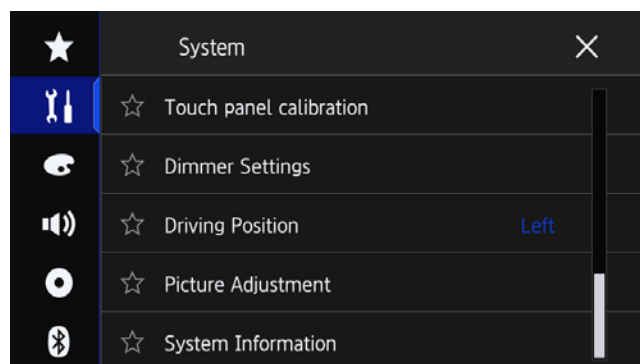 System
Touch panel calibration
Dimmer Settings
Driving Position Left
Picture Adjustment
System Information